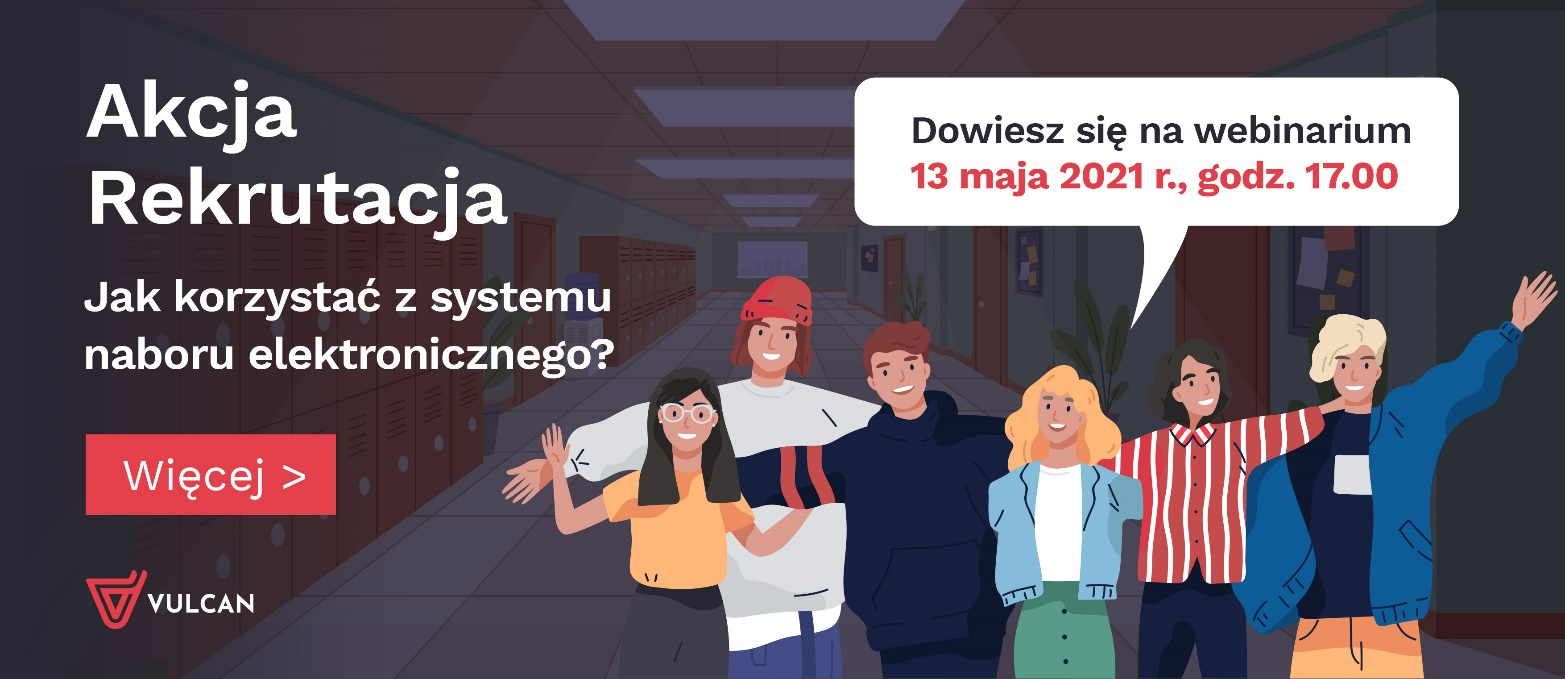 Akcja
Rekrutacja
Jak korzystać z systemu
naboru elektronicznego?
Więcej >
VULCAN
Dowiesz się na webinarium
13 maja 2021 r., godz. 17.00